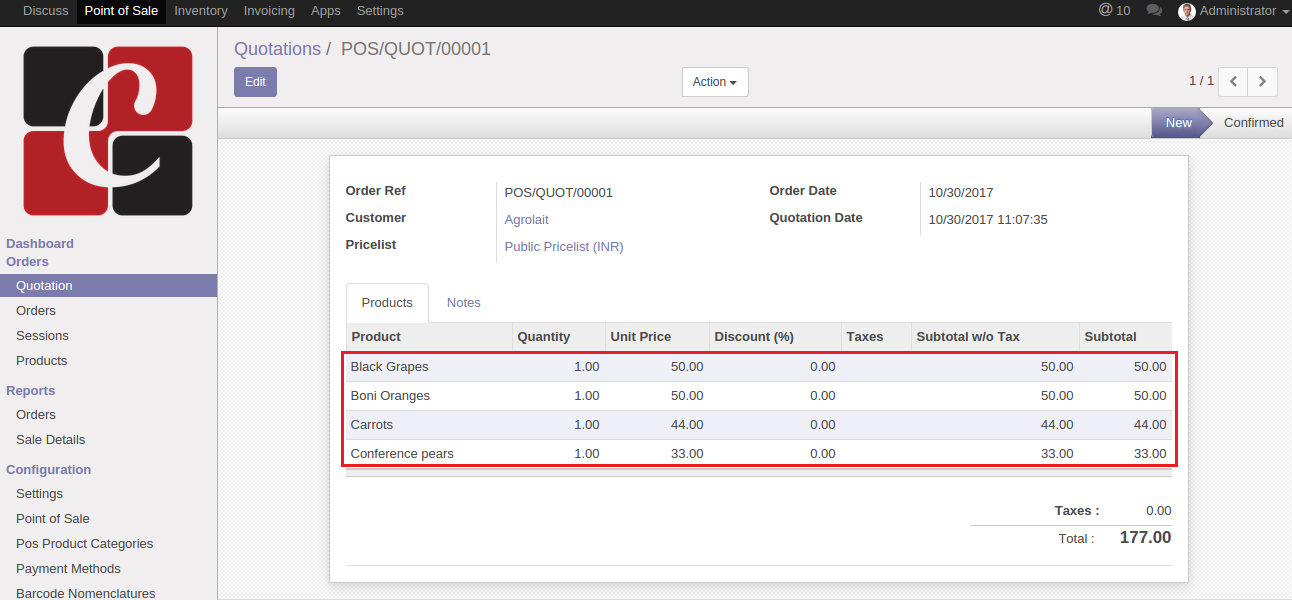 Discuss Point of Sale Inventory Invoicing Apps Settings @ 10 Administrator
Quotations / POS/QUOT/00001
Edit Action 1 / 1
New Confirmed
C
Order Ref POS/QUOT/00001 Order Date 10/30/2017
Customer Agrolait Quotation Date 10/30/2017 11:07:35
Pricelist Public Pricelist (INR)
Dashboard
Orders
Quotation
Orders
Sessions
Products
Reports
Orders
Sale Details
Configuration
Settings
Point of Sale
Pos Product Categories
Payment Methods
Barcode Nomenclatures
Products Notes
Product Quantity Unit Price Discount (%) Taxes Subtotal w/o Tax Subtotal
Black Grapes 1.00 50.00 0.00 50.00 50.00
Boni Oranges 1.00 50.00 0.00 50.00 50.00
Carrots 1.00 44.00 0.00 44.00 44.00
Conference pears 1.00 33.00 0.00 33.00 33.00
Taxes : 0.00
Total : 177.00